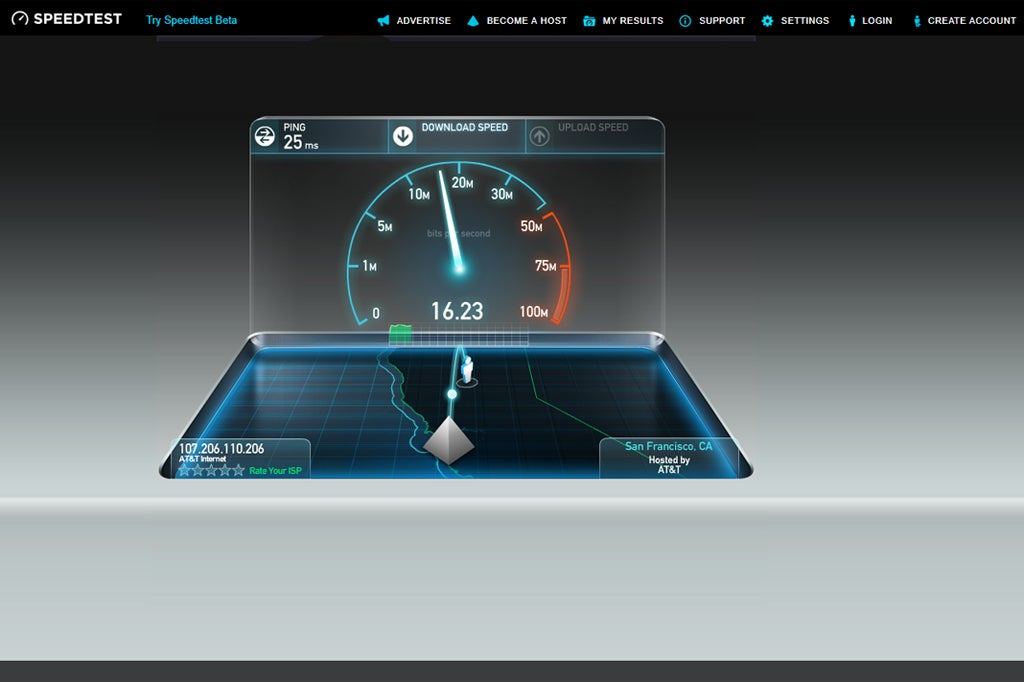 SPEEDTEST Try Speedtest Beta ADVERTISE BECOME A HOST MY RESULTS SUPPORT SETTINGS LOGIN CREATE ACCOUNT
PING DOWNLOAD SPEED UPLOAD SPEED
25 ms
20M
10M 30M
5M 50M
bits per second
1M 75M
0 16.23 100M
107.206.110.206
AT&T Internet
Rate Your ISP
San Francisco, CA
Hosted by
AT&T